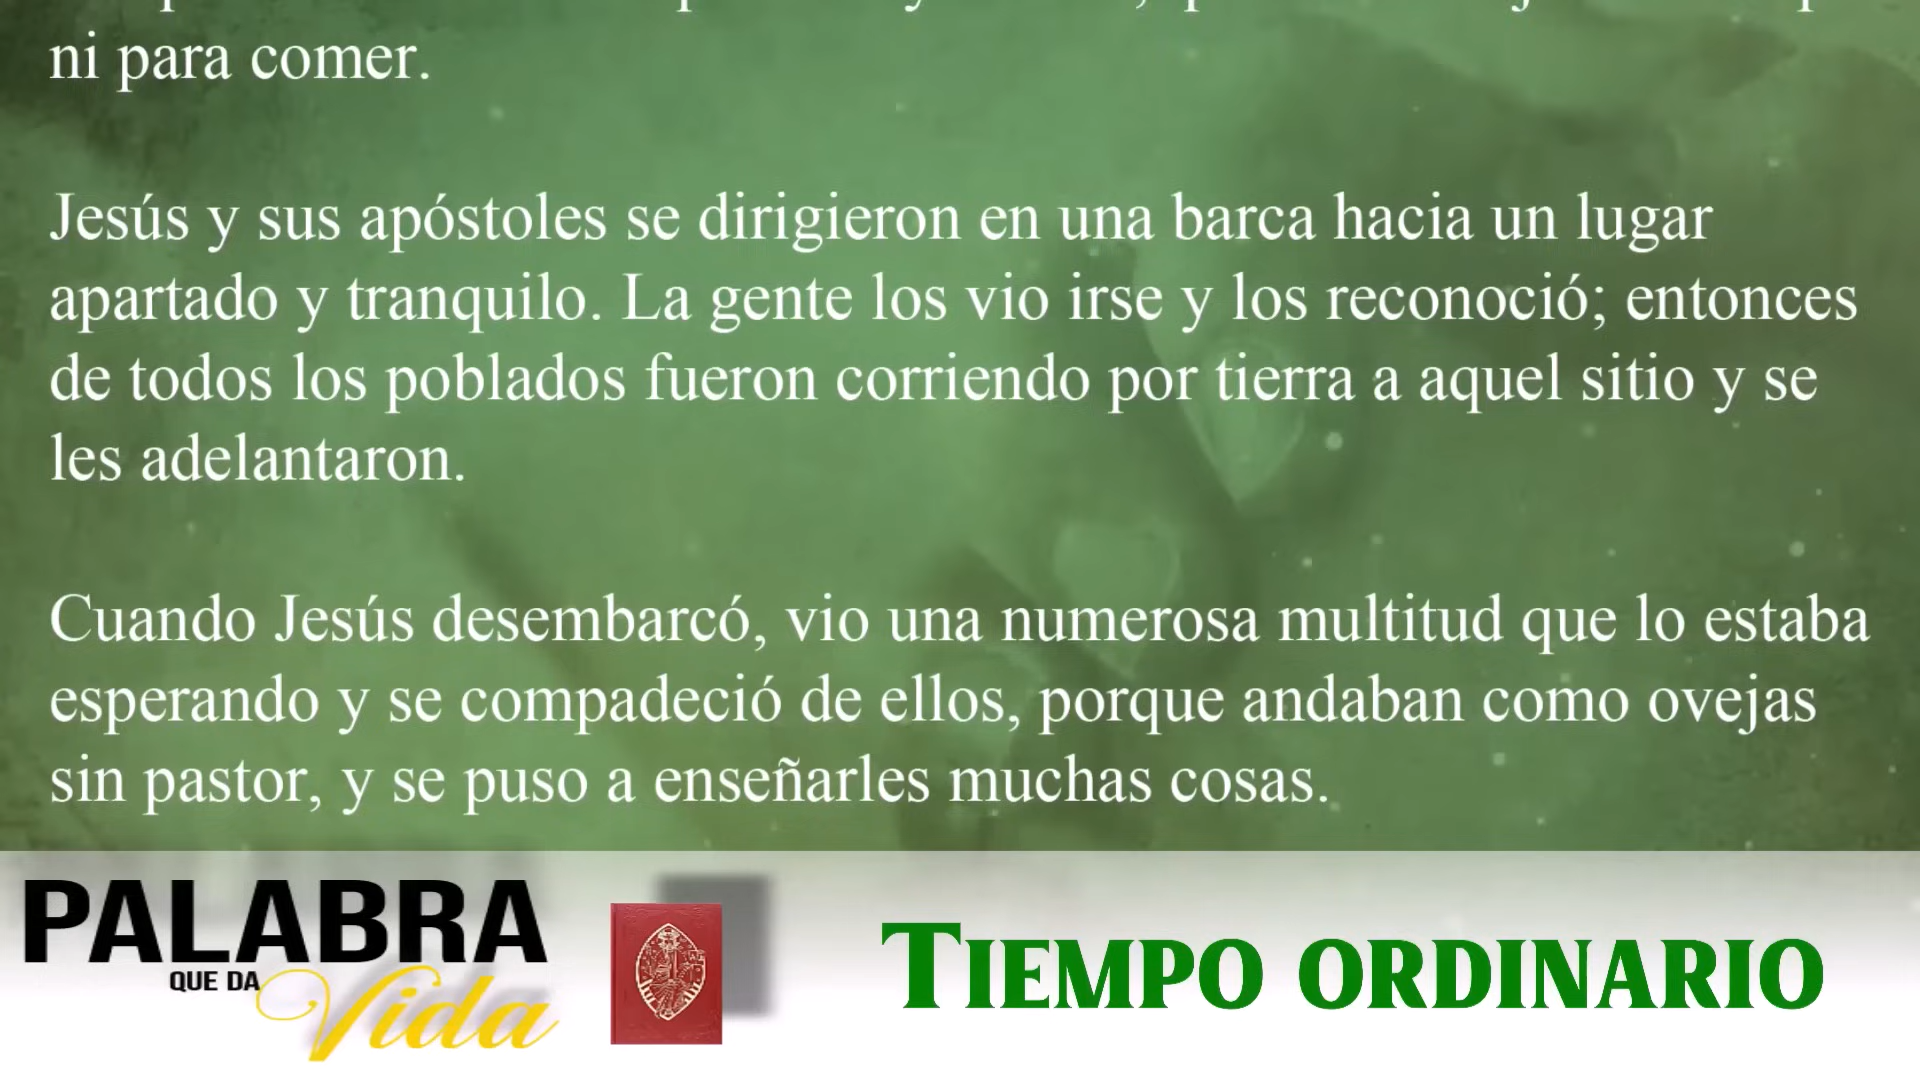 ni para comer.
Jesús y sus apóstoles se dirigieron en una barca hacia un lugar
apartado y tranquilo. La gente los vio irse y los reconoció; entonces
de todos los poblados fueron corriendo por tierra a aquel sitio y se
les adelantaron.
Cuando Jesús desembarcó, vio una numerosa multitud que lo estaba
esperando y se compadeció de ellos, porque andaban como ovejas
sin pastor, y se puso a enseñarles muchas cosas.
PALABRA
QUE DA
Vida
TIEMPO ORDINARIO